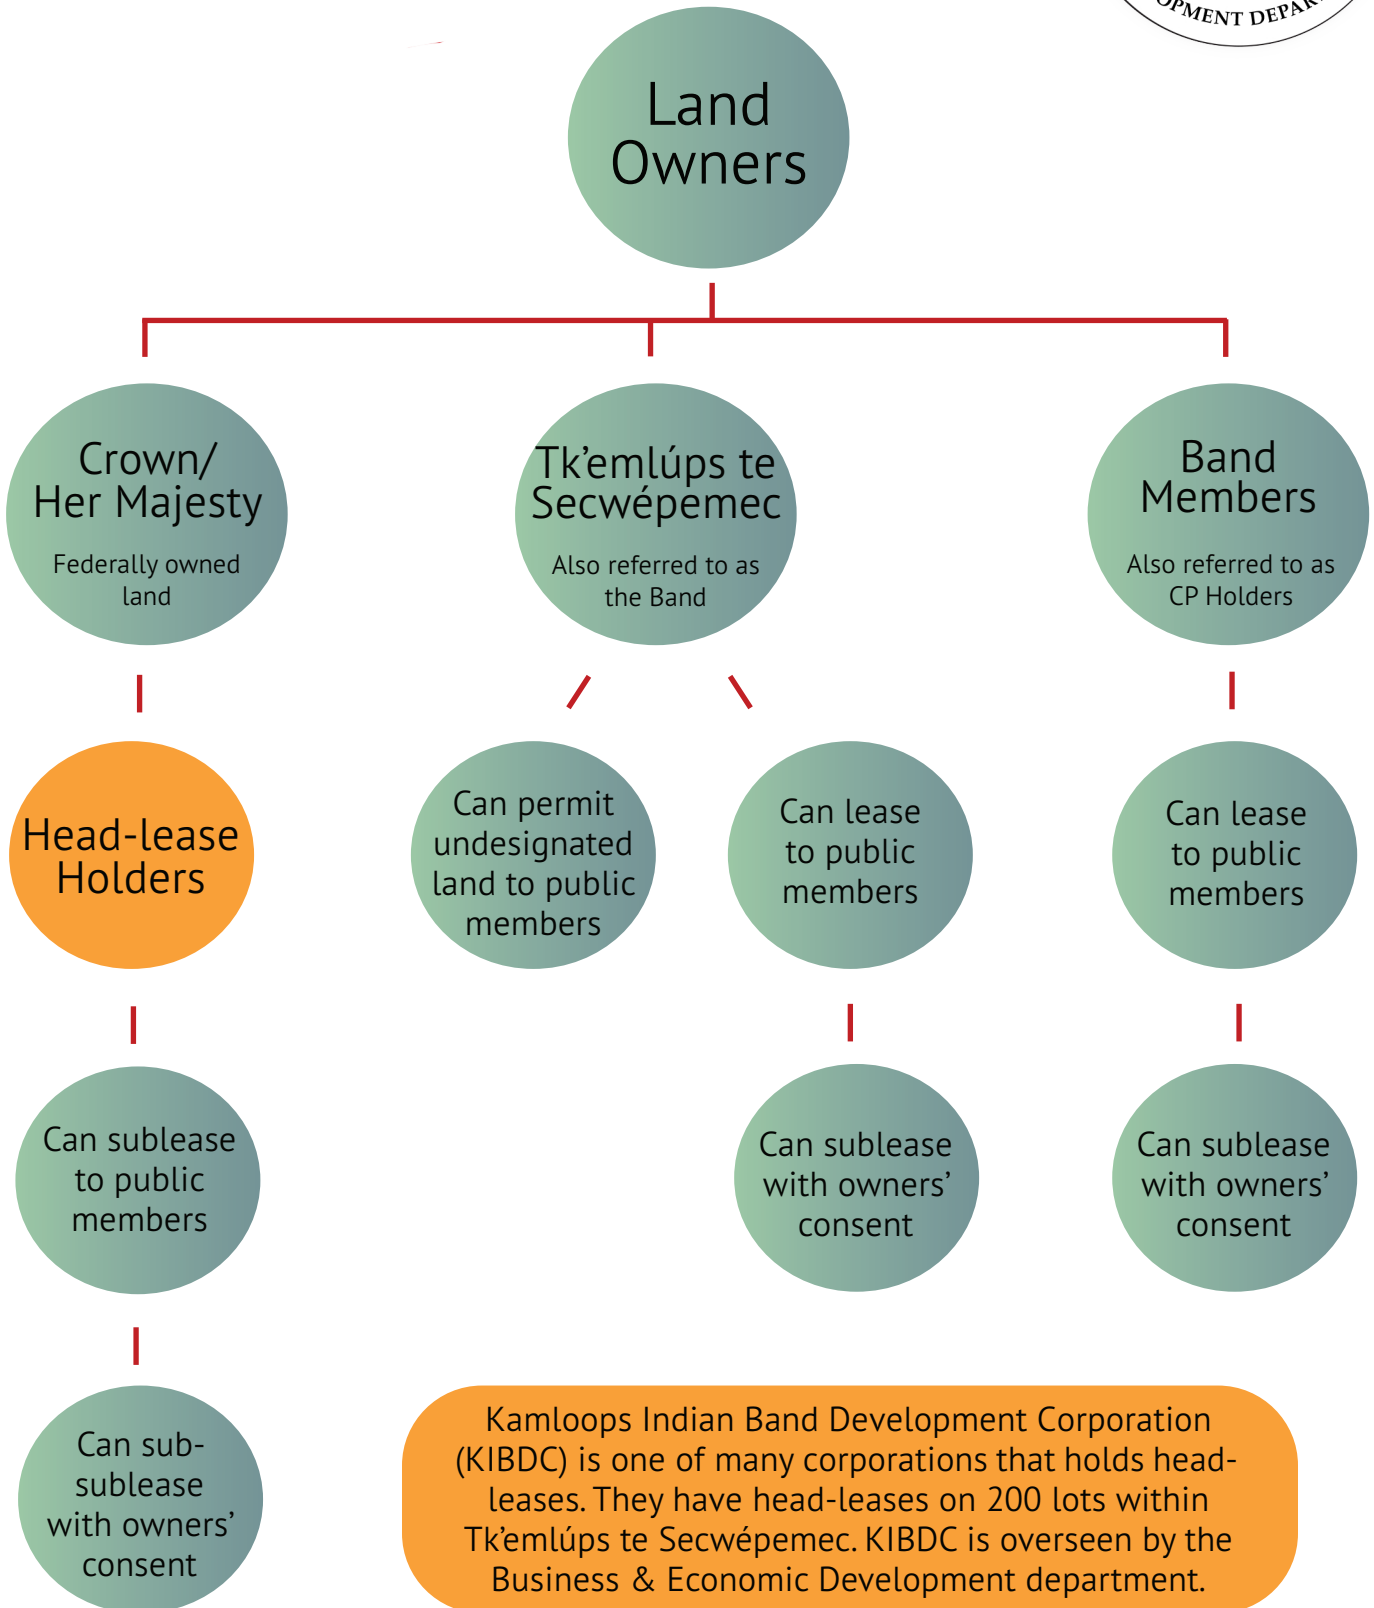 OPMENT DEPAR
Land
Owners
Crown/
Her Majesty
Federally owned
land
Tk’emlúps te
Secwépemec
Also referred to as
the Band
Band
Members
Also referred to as
CP Holders
Head-lease
Holders
Can permit
undesignated
land to public
members
Can lease
to public
members
Can lease
to public
members
Can sublease
to public
members
Can sublease
with owners’
consent
Can sublease
with owners’
consent
Can sub-
sublease
with owners’
consent
Kamloops Indian Band Development Corporation
(KIBDC) is one of many corporations that holds head-
leases. They have head-leases on 200 lots within
Tk’emlúps te Secwépemec. KIBDC is overseen by the
Business & Economic Development department.